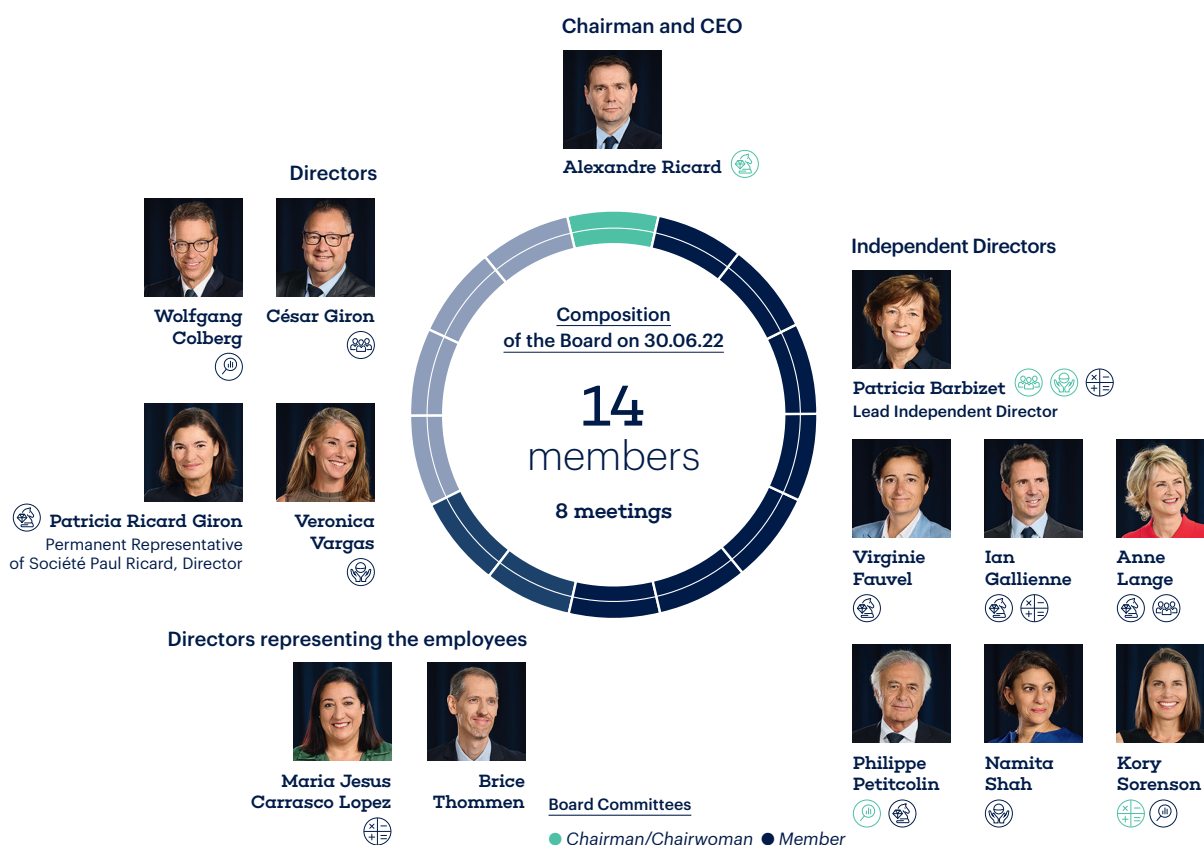 Chairman and CEO
Alexandre Ricard
Directors
Wolfgang
Colberg
César Giron
Patricia Ricard Giron
Permanent Representative
of Société Paul Ricard, Director
Veronica
Vargas
Composition
of the Board on 30.06.22
14
members
8 meetings
Independent Directors
Patricia Barbizet
Lead Independent Director
Virginie
Fauvel
Ian
Gallienne
Anne
Lange
Philippe
Petitcolin
Namita
Shah
Kory
Sorenson
Directors representing the employees
Maria Jesus
Carrasco Lopez
Brice
Thommen
Board Committees
Chairman/Chairwoman
Member